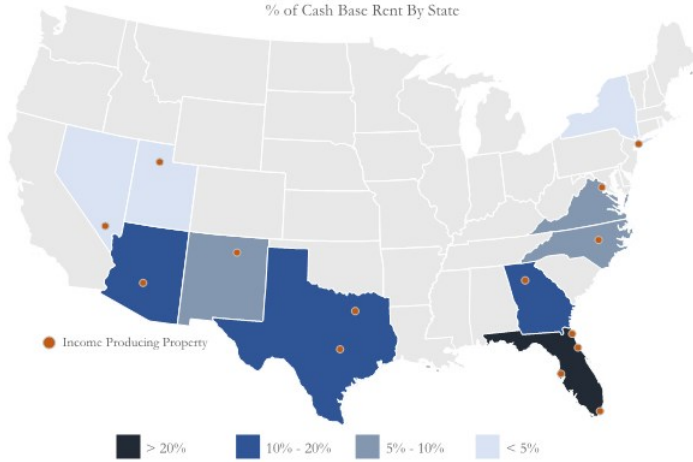 % of Cash Base Rent By State
Income Producing Property
> 20%
10% - 20%
5% - 10%
< 5%